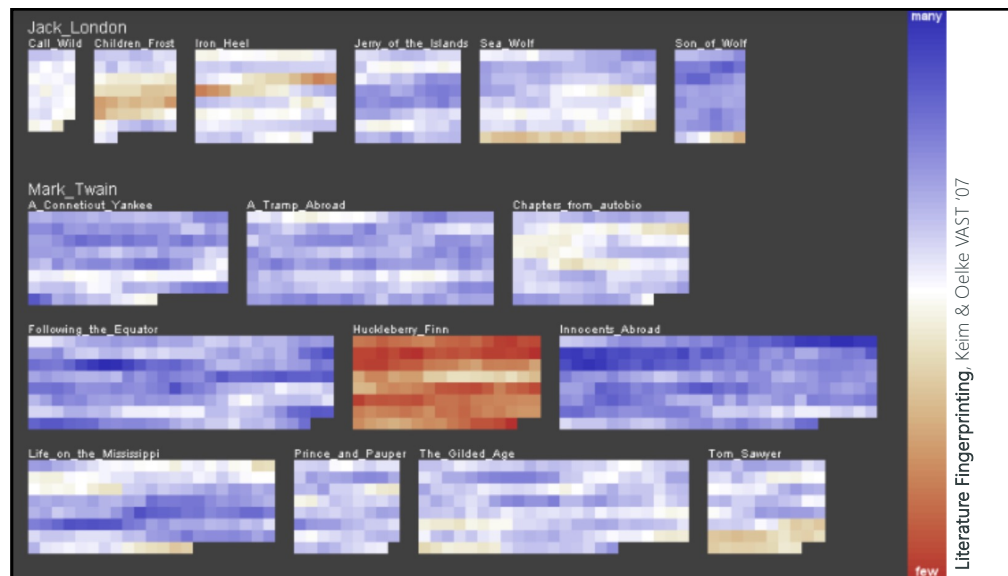 many
Jack_London
Call_Wild Children_Frost Iron_Heel Jerry_of_the_Islands Sea_Wolf Son_of_Wolf
Mark_Twain
A_Conneticut_Yankee A_Tramp_Abroad Chapters_from_autobio
Following_the_Equator Huckleberry_Finn Innocents_Abroad
Life_on_the_Mississippi Prince_and_Pauper The_Gilded_Age Tom_Sawyer
few
Literature Fingerprinting, Keim & Oelke VAST '07